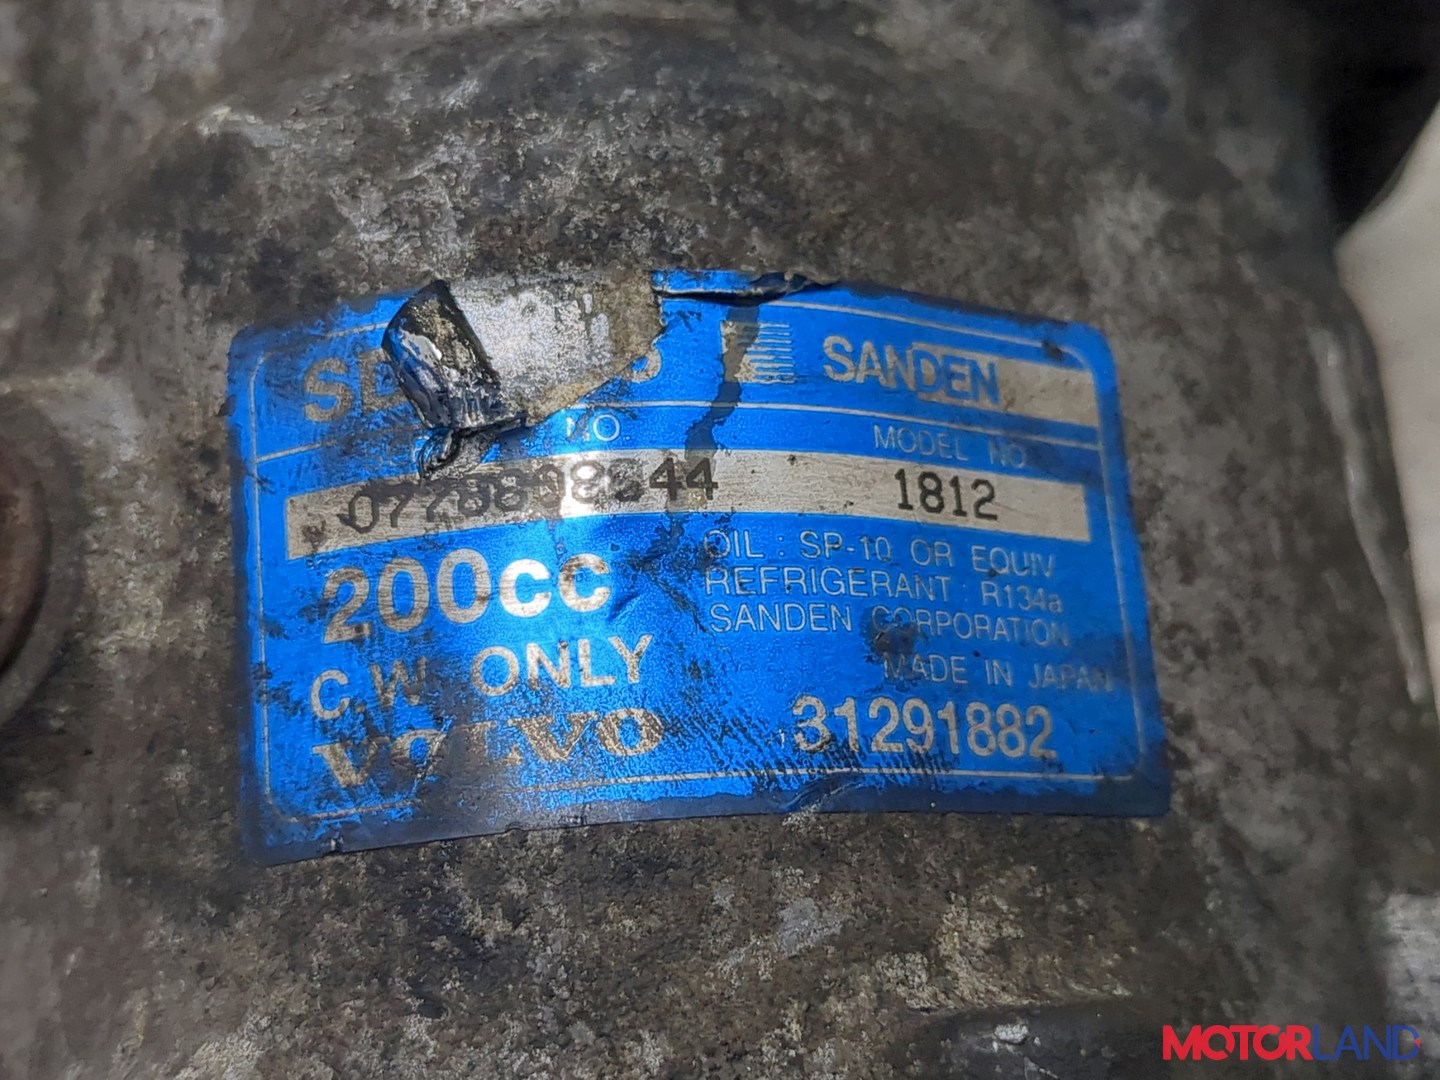 SANDEN
NO. MODEL NO
1812
200cc
OIL : SP-10 OR EQUIV
REFRIGERANT : R134a
SANDEN CORPORATION
C.W. ONLY
MADE IN JAPAN
VOLVO 31291882
MOTORLAND